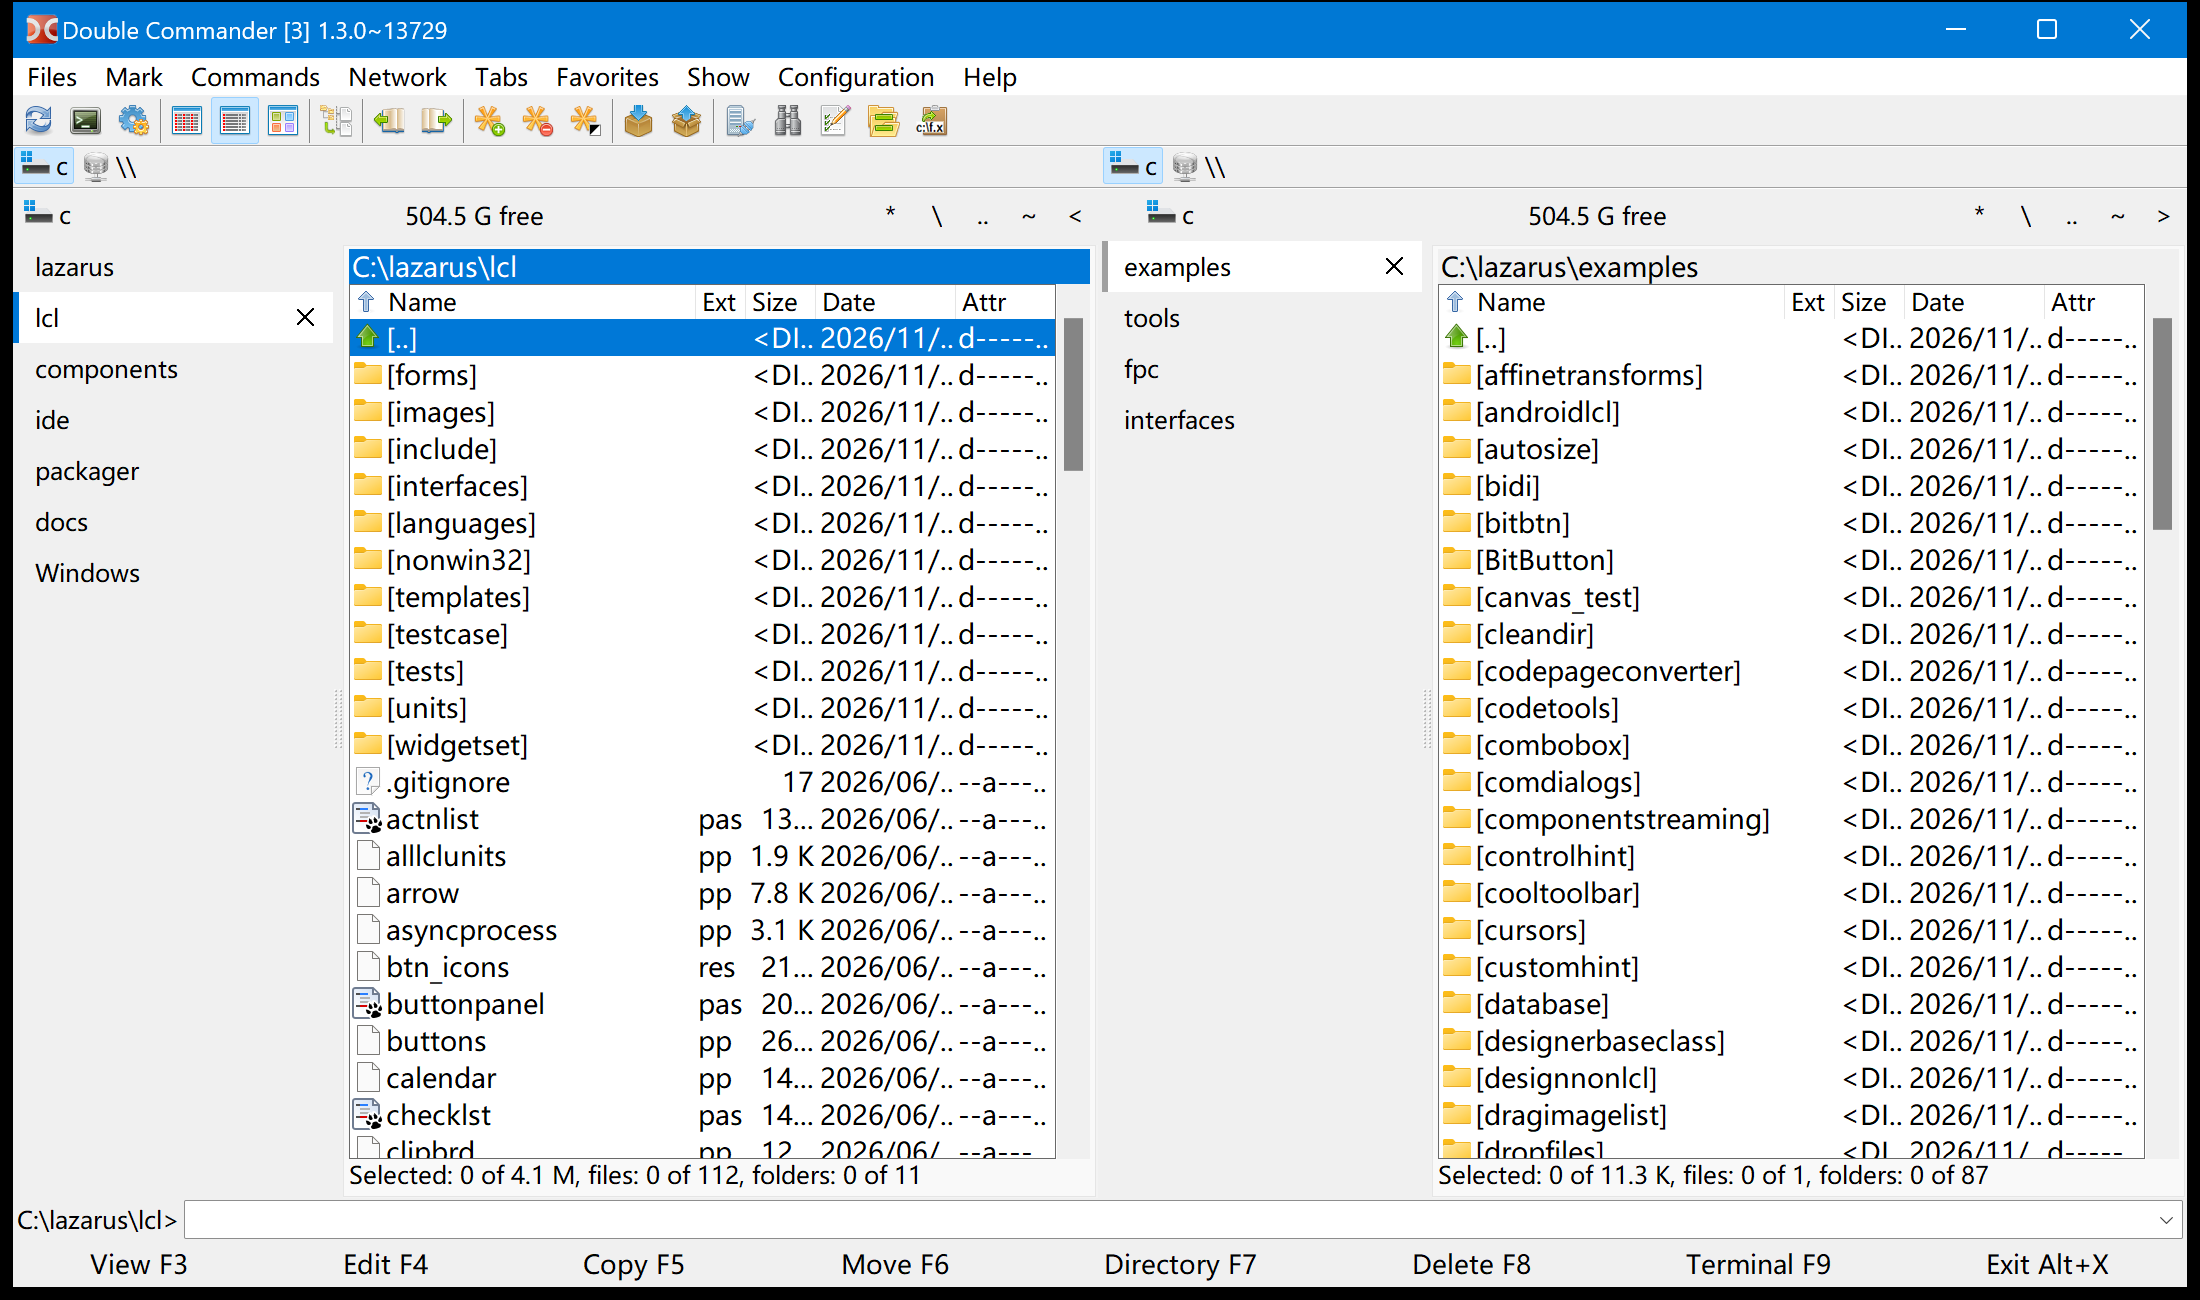 Double Commander [3] 1.3.0~13729
Files Mark Commands Network Tabs Favorites Show Configuration Help
c:\f.x
c \\
c \\
c 504.5 G free * \ .. ~ <
lazarus
lcl
components
ide
packager
docs
Windows
C:\lazarus\lcl
Name Ext Size Date Attr
[..] <DI.. 2026/11/.. d-----..
[forms] <DI.. 2026/11/.. d-----..
[images] <DI.. 2026/11/.. d-----..
[include] <DI.. 2026/11/.. d-----..
[interfaces] <DI.. 2026/11/.. d-----..
[languages] <DI.. 2026/11/.. d-----..
[nonwin32] <DI.. 2026/11/.. d-----..
[templates] <DI.. 2026/11/.. d-----..
[testcase] <DI.. 2026/11/.. d-----..
[tests] <DI.. 2026/11/.. d-----..
[units] <DI.. 2026/11/.. d-----..
[widgetset] <DI.. 2026/11/.. d-----..
.gitignore 17 2026/06/.. --a---..
actnlist pas 13... 2026/06/.. --a---..
alllclunits pp 1.9 K 2026/06/.. --a---..
arrow pp 7.8 K 2026/06/.. --a---..
asyncprocess pp 3.1 K 2026/06/.. --a---..
btn_icons res 21... 2026/06/.. --a---..
buttonpanel pas 20... 2026/06/.. --a---..
buttons pp 26... 2026/06/.. --a---..
calendar pp 14... 2026/06/.. --a---..
checklst pas 14... 2026/06/.. --a---..
clipbrd pp 12... 2026/06/.. --a---..
Selected: 0 of 4.1 M, files: 0 of 112, folders: 0 of 11
c 504.5 G free * \ .. ~ >
examples
tools
fpc
interfaces
C:\lazarus\examples
Name Ext Size Date Attr
[..] <DI.. 2026/11/.. d-----..
[affinetransforms] <DI.. 2026/11/.. d-----..
[androidlcl] <DI.. 2026/11/.. d-----..
[autosize] <DI.. 2026/11/.. d-----..
[bidi] <DI.. 2026/11/.. d-----..
[bitbtn] <DI.. 2026/11/.. d-----..
[BitButton] <DI.. 2026/11/.. d-----..
[canvas_test] <DI.. 2026/11/.. d-----..
[cleandir] <DI.. 2026/11/.. d-----..
[codepageconverter] <DI.. 2026/11/.. d-----..
[codetools] <DI.. 2026/11/.. d-----..
[combobox] <DI.. 2026/11/.. d-----..
[comdialogs] <DI.. 2026/11/.. d-----..
[componentstreaming] <DI.. 2026/11/.. d-----..
[controlhint] <DI.. 2026/11/.. d-----..
[cooltoolbar] <DI.. 2026/11/.. d-----..
[cursors] <DI.. 2026/11/.. d-----..
[customhint] <DI.. 2026/11/.. d-----..
[database] <DI.. 2026/11/.. d-----..
[designerbaseclass] <DI.. 2026/11/.. d-----..
[designnonlcl] <DI.. 2026/11/.. d-----..
[dragimagelist] <DI.. 2026/11/.. d-----..
[dropfiles] <DI.. 2026/11/.. d-----..
Selected: 0 of 11.3 K, files: 0 of 1, folders: 0 of 87
C:\lazarus\lcl>
View F3 Edit F4 Copy F5 Move F6 Directory F7 Delete F8 Terminal F9 Exit Alt+X